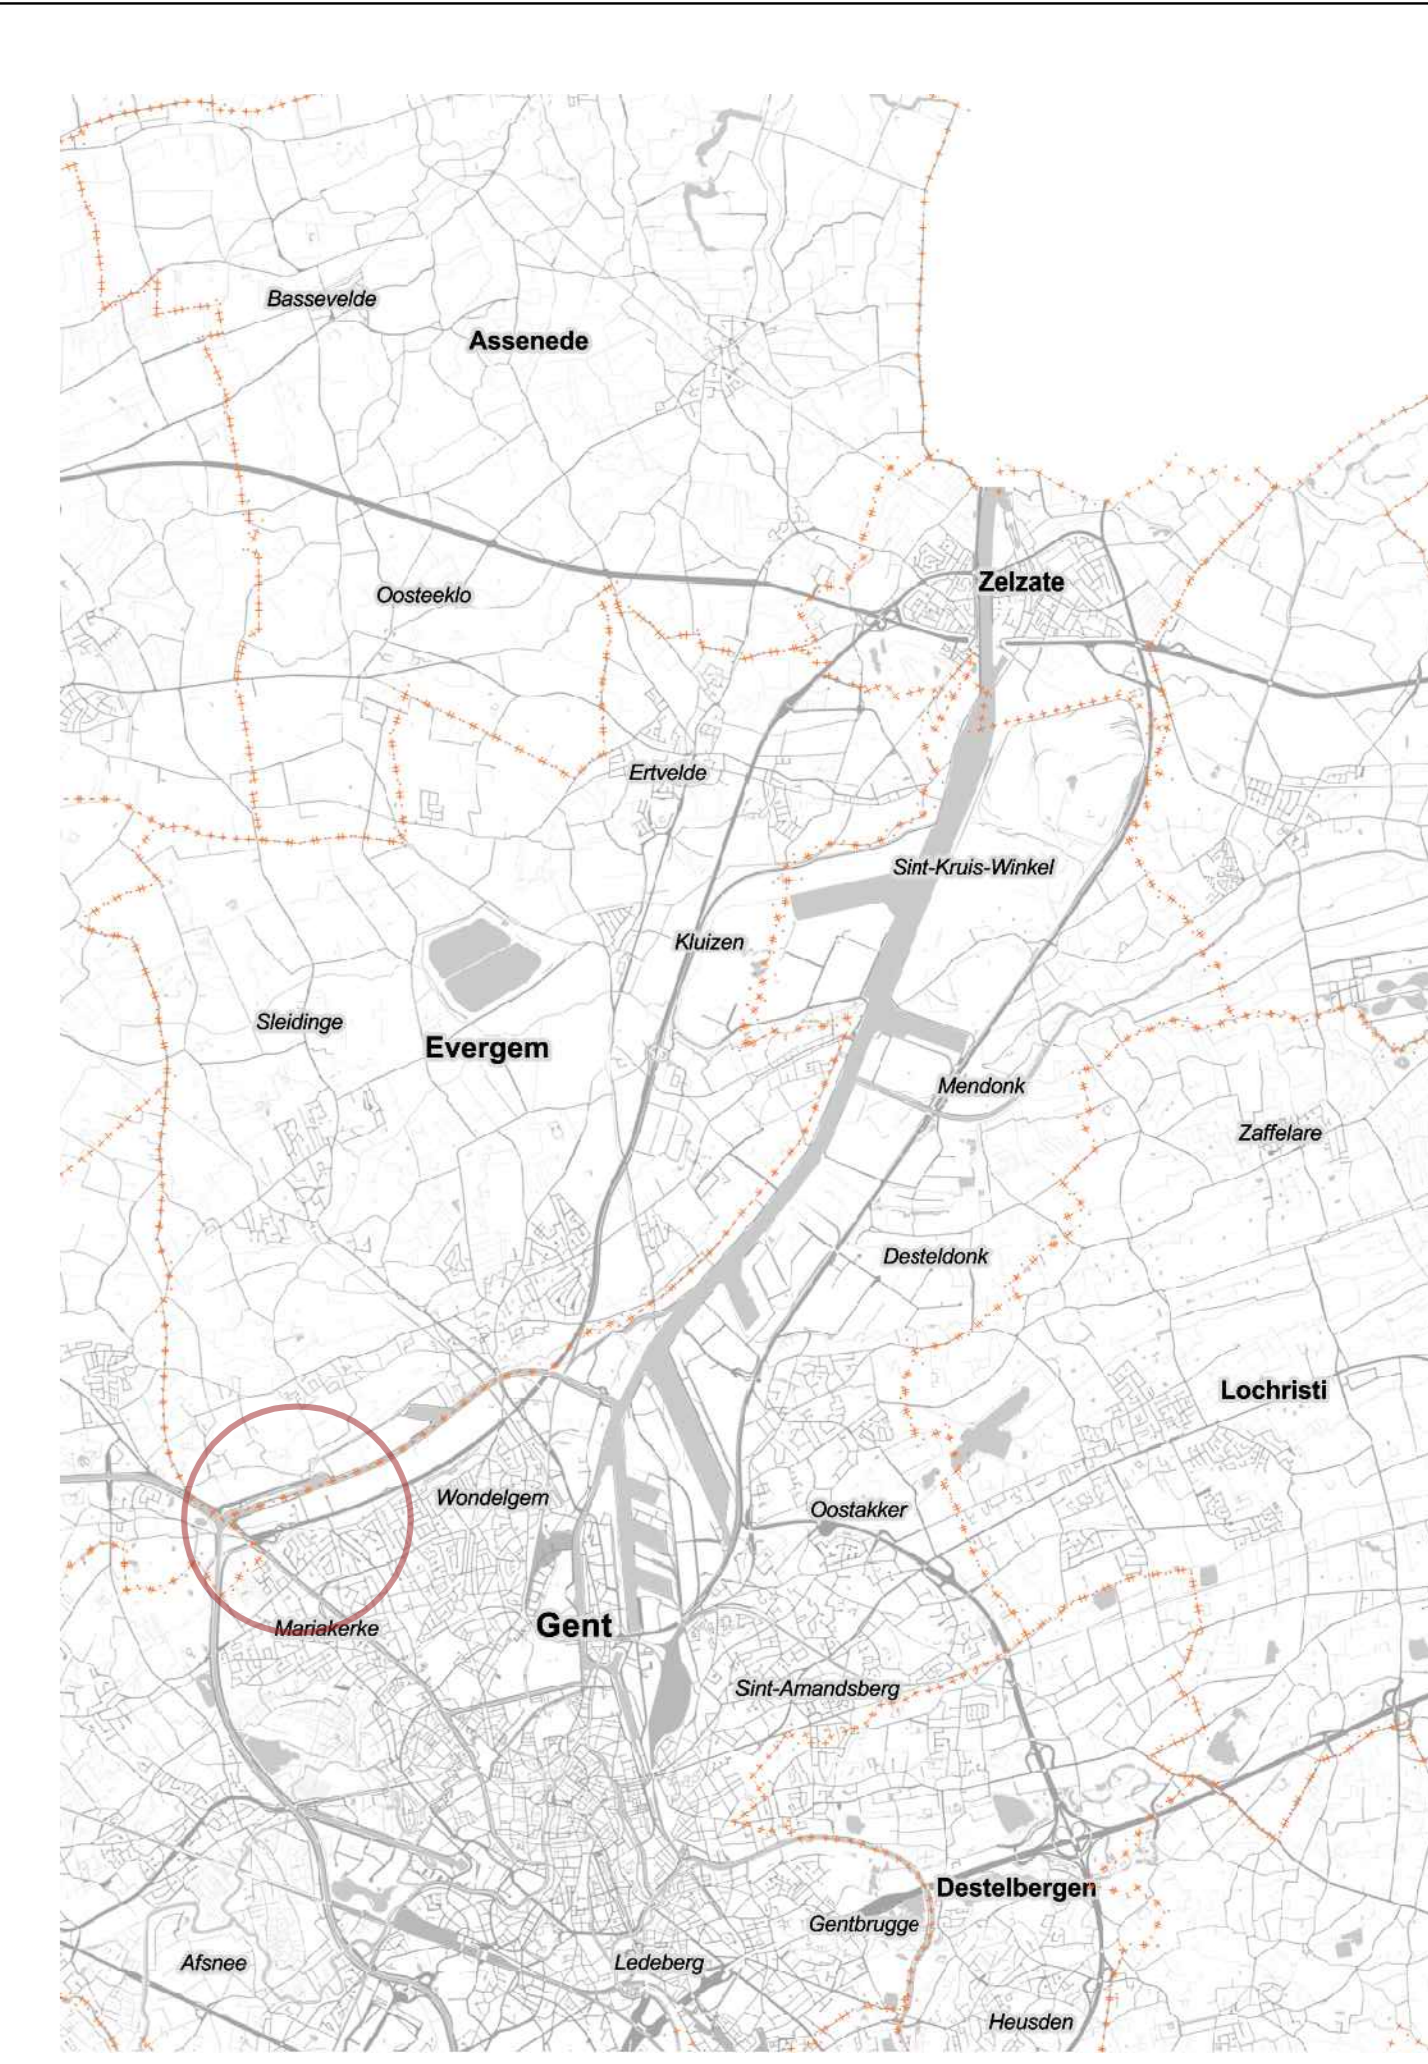 Bassevelde
Assenede
Zelzate
Oosteeklo
Ertvelde
Sint-Kruis-Winkel
Kluizen
Sleidinge
Evergem
Mendonk
Zaffelare
Desteldonk
Lochristi
Wondelgem
Oostakker
Gent
Mariakerke
Sint-Amandsberg
Destelbergen
Gentbrugge
Afsnee
Ledeberg
Heusden